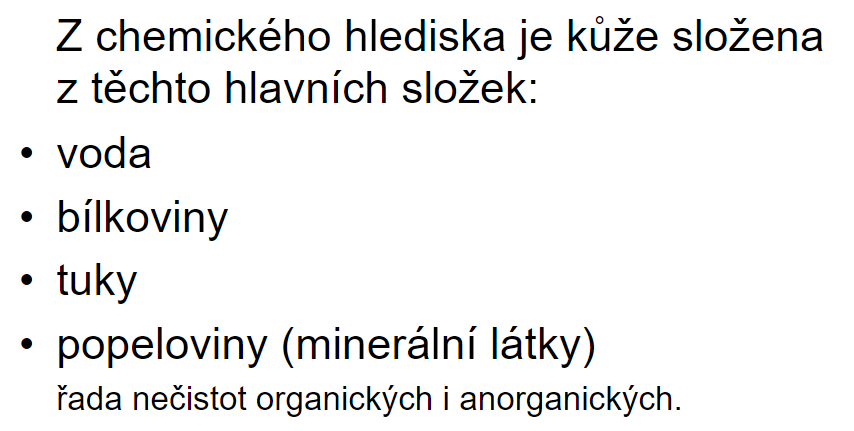 Z chemického hlediska je kůže složena
z těchto hlavních složek:
• voda
• bílkoviny
• tuky
• popeloviny (minerální látky)
řada nečistot organických i anorganických.